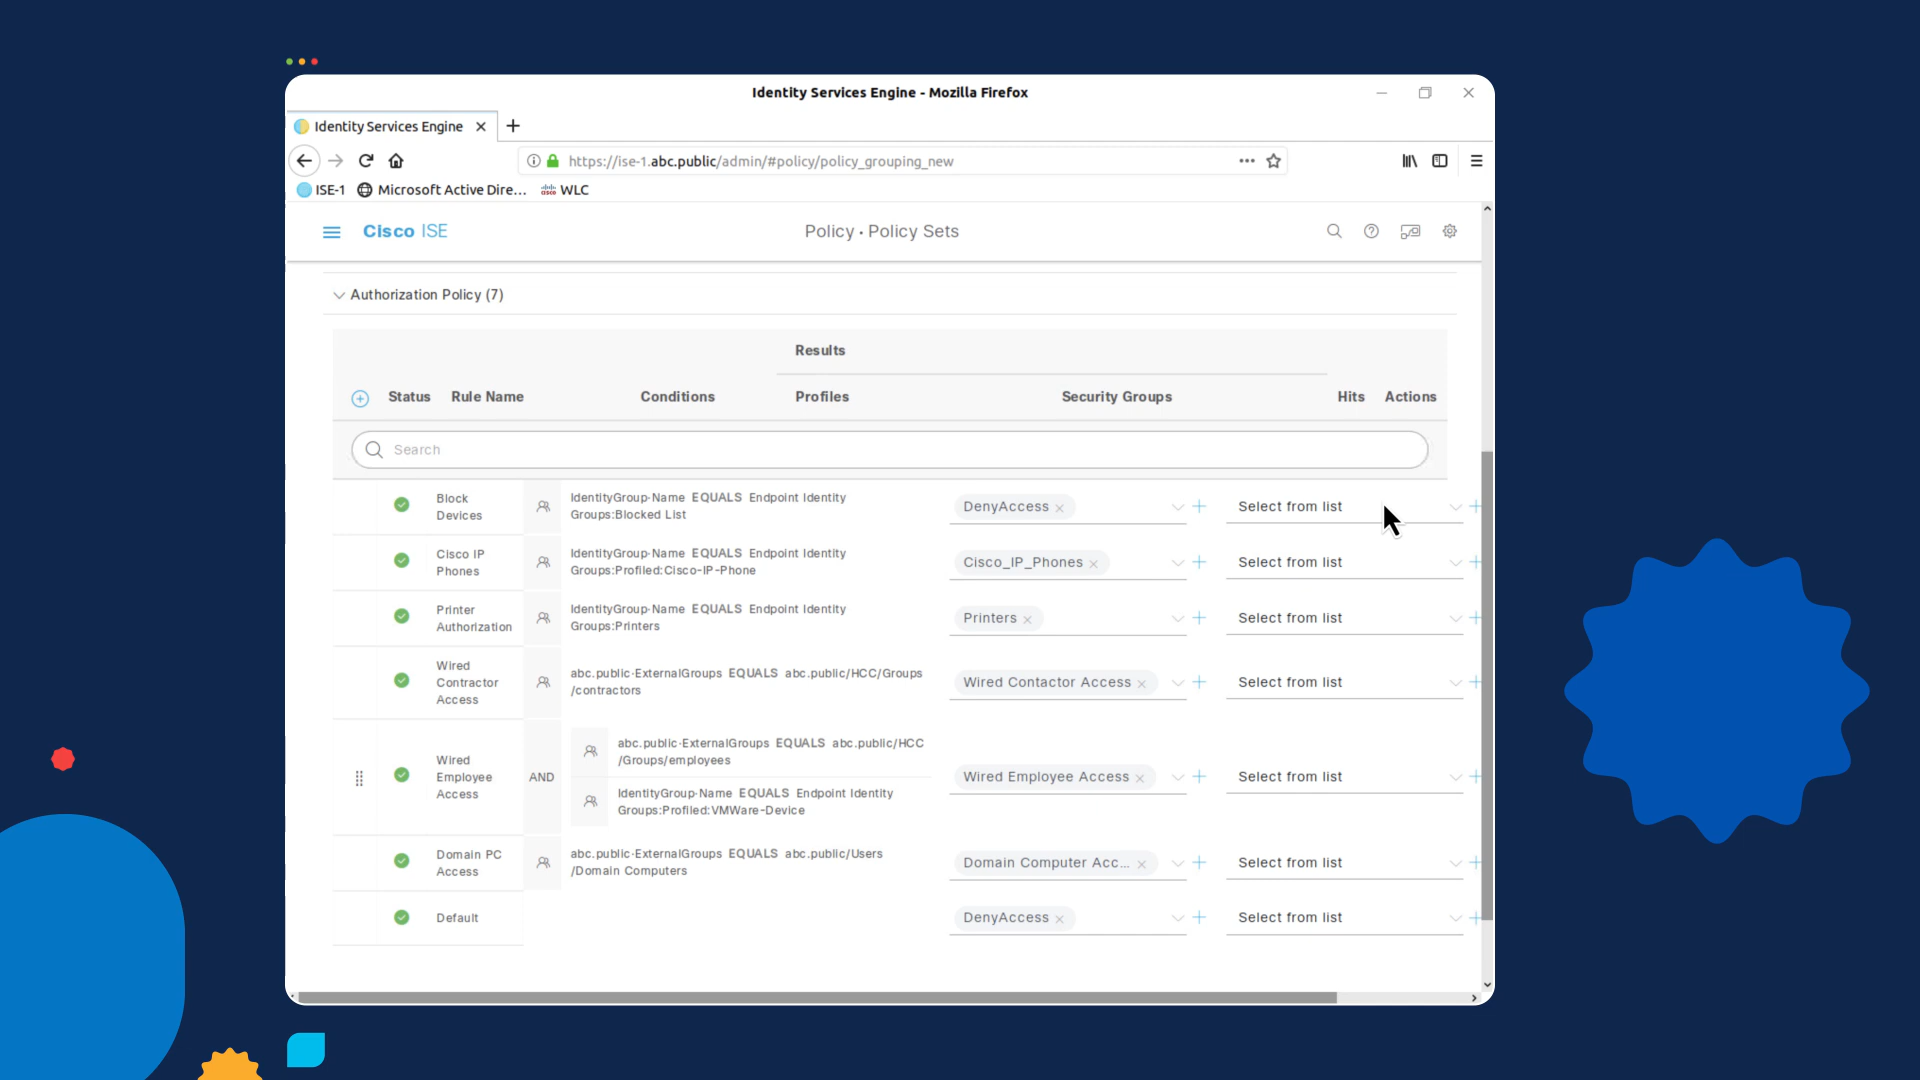 Identity Services Engine - Mozilla Firefox
Identity Services Engine
https://ise-1.abc.public/admin/#policy/policy_grouping_new
ISE-1 Microsoft Active Dire... WLC
Cisco ISE Policy · Policy Sets
Authorization Policy (7)
Results
Status Rule Name Conditions Profiles Security Groups Hits Actions
Search
Block
Devices
IdentityGroup·Name EQUALS Endpoint Identity
Groups:Blocked List
DenyAccess
Select from list
Cisco IP
Phones
IdentityGroup·Name EQUALS Endpoint Identity
Groups:Profiled:Cisco-IP-Phone
Cisco_IP_Phones
Select from list
Printer
Authorization
IdentityGroup·Name EQUALS Endpoint Identity
Groups:Printers
Printers
Select from list
Wired
Contractor
Access
abc.public·ExternalGroups EQUALS abc.public/HCC/Groups
/contractors
Wired Contactor Access
Select from list
Wired
Employee
Access
AND
abc.public·ExternalGroups EQUALS abc.public/HCC
/Groups/employees
IdentityGroup·Name EQUALS Endpoint Identity
Groups:Profiled:VMWare-Device
Wired Employee Access
Select from list
Domain PC
Access
abc.public·ExternalGroups EQUALS abc.public/Users
/Domain Computers
Domain Computer Acc...
Select from list
Default
DenyAccess
Select from list